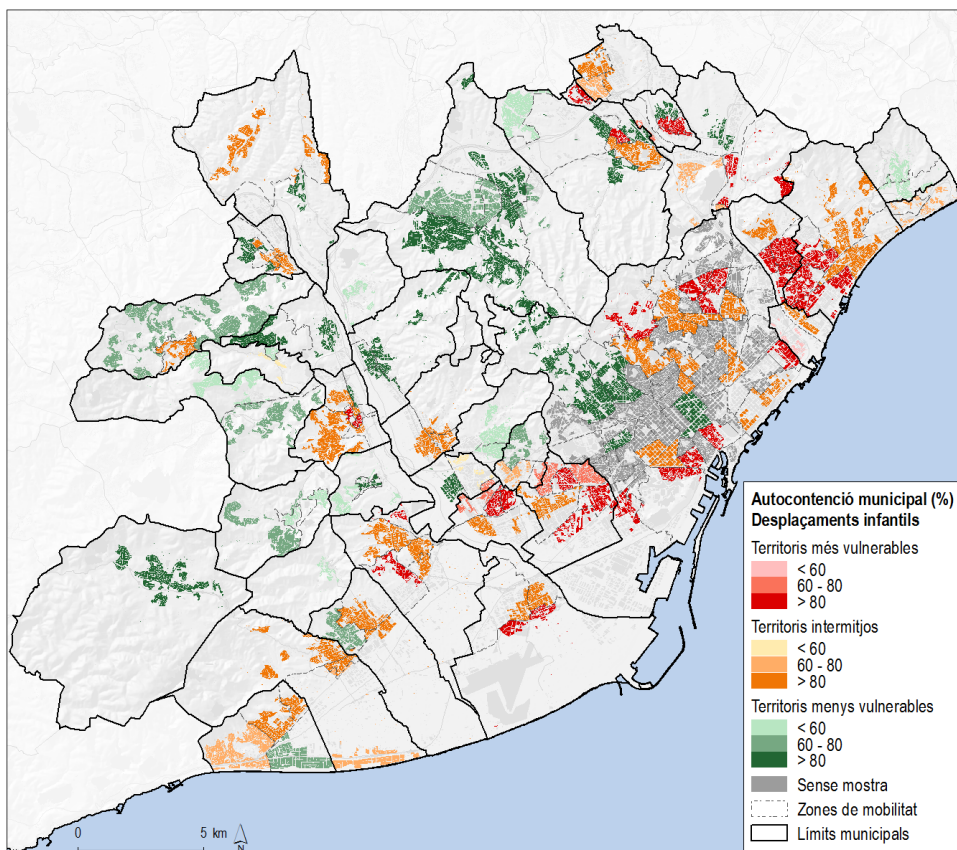 Autocontenció municipal (%)
Desplaçaments infantils
Territoris més vulnerables
< 60
60 - 80
> 80
Territoris intermitjos
< 60
60 - 80
> 80
Territoris menys vulnerables
< 60
60 - 80
> 80
Sense mostra
Zones de mobilitat
Límits municipals
0 5 km
N